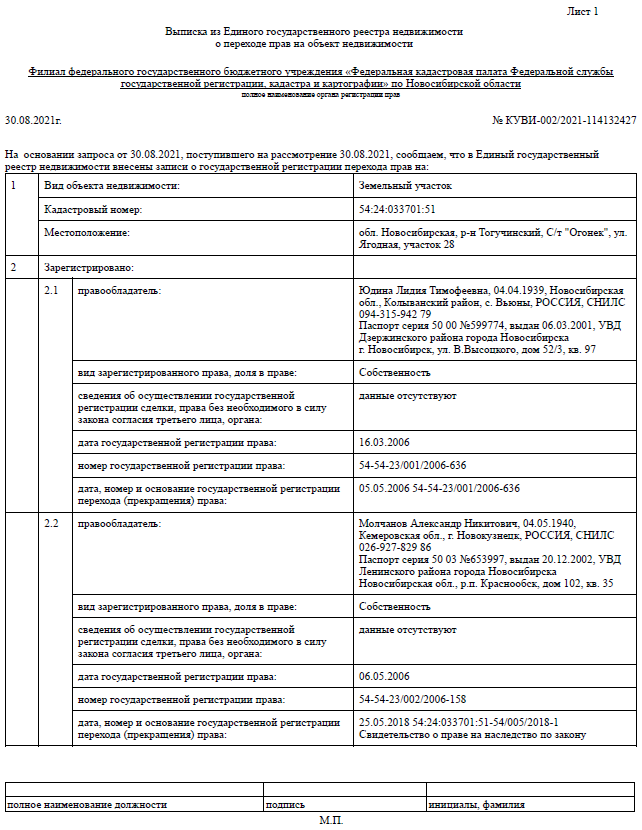 Лист 1
Выписка из Единого государственного реестра недвижимости
о переходе прав на объект недвижимости
Филиал федерального государственного бюджетного учреждения «Федеральная кадастровая палата Федеральной службы
государственной регистрации, кадастра и картографии» по Новосибирской области
полное наименование органа регистрации прав
30.08.2021г.
№ КУВИ-002/2021-114132427
На основании запроса от 30.08.2021, поступившего на рассмотрение 30.08.2021, сообщаем, что в Единый государственный
реестр недвижимости внесены записи о государственной регистрации перехода прав на:
1 Вид объекта недвижимости: Земельный участок
Кадастровый номер: 54:24:033701:51
Местоположение: обл. Новосибирская, р-н Тогучинский, С/т "Огонек", ул.
Ягодная, участок 28
2 Зарегистрировано:
2.1 правообладатель: Юдина Лидия Тимофеевна, 04.04.1939, Новосибирская
обл., Колыванский район, с. Вьюны, РОССИЯ, СНИЛС
094-315-942 79
Паспорт серия 50 00 №599774, выдан 06.03.2001, УВД
Дзержинского района города Новосибирска
г. Новосибирск, ул. В.Высоцкого, дом 52/3, кв. 97
вид зарегистрированного права, доля в праве: Собственность
сведения об осуществлении государственной данные отсутствуют
регистрации сделки, права без необходимого в силу
закона согласия третьего лица, органа:
дата государственной регистрации права: 16.03.2006
номер государственной регистрации права: 54-54-23/001/2006-636
дата, номер и основание государственной регистрации 05.05.2006 54-54-23/001/2006-636
перехода (прекращения) права:
2.2 правообладатель: Молчанов Александр Никитович, 04.05.1940,
Кемеровская обл., г. Новокузнецк, РОССИЯ, СНИЛС
026-927-829 86
Паспорт серия 50 03 №653997, выдан 20.12.2002, УВД
Ленинского района города Новосибирска
Новосибирская обл., р.п. Краснообск, дом 102, кв. 35
вид зарегистрированного права, доля в праве: Собственность
сведения об осуществлении государственной данные отсутствуют
регистрации сделки, права без необходимого в силу
закона согласия третьего лица, органа:
дата государственной регистрации права: 06.05.2006
номер государственной регистрации права: 54-54-23/002/2006-158
дата, номер и основание государственной регистрации 25.05.2018 54:24:033701:51-54/005/2018-1
перехода (прекращения) права: Свидетельство о праве на наследство по закону
полное наименование должности подпись инициалы, фамилия
М.П.